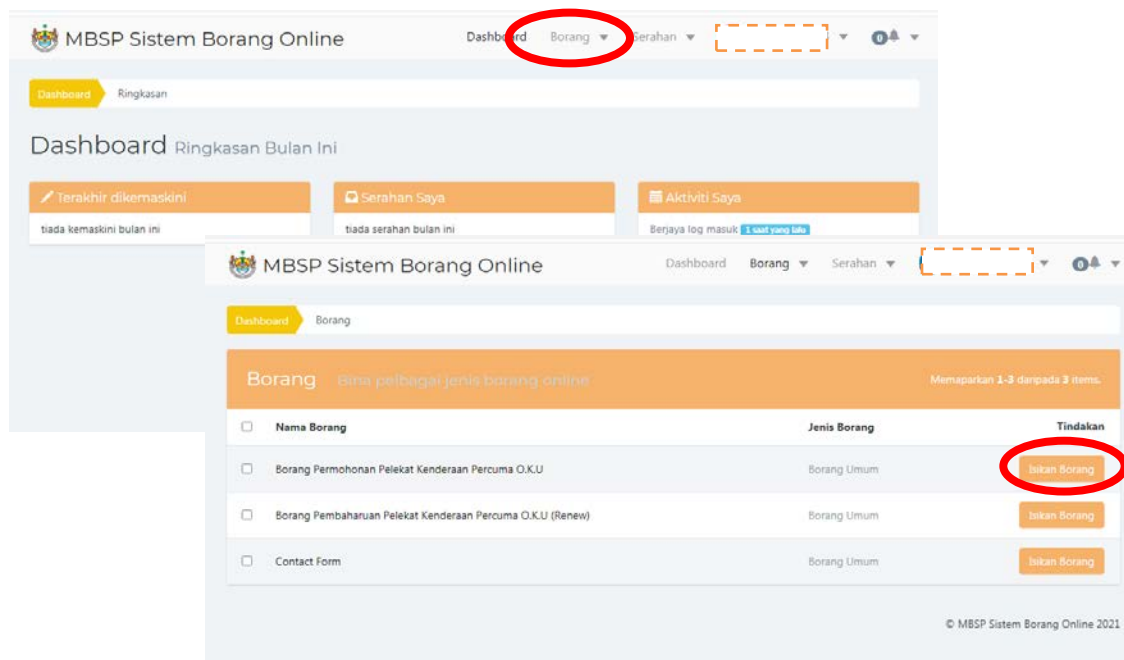 MBSP Sistem Borang Online Dashboard Borang Serahan 0
Dashboard Ringkasan
Dashboard Ringkasan Bulan Ini
Terakhir dikemaskini Serahan Saya Aktiviti Saya
tiada kemaskini bulan ini tiada serahan bulan ini Berjaya log masuk 1 saat yang lalu
MBSP Sistem Borang Online Dashboard Borang Serahan 0
Dashboard Borang
Borang Bina pelbagai jenis borang online Memaparkan 1-3 daripada 3 items.
Nama Borang Jenis Borang Tindakan
Borang Permohonan Pelekat Kenderaan Percuma O.K.U Borang Umum Isikan Borang
Borang Pembaharuan Pelekat Kenderaan Percuma O.K.U (Renew) Borang Umum Isikan Borang
Contact Form Borang Umum Isikan Borang
© MBSP Sistem Borang Online 2021